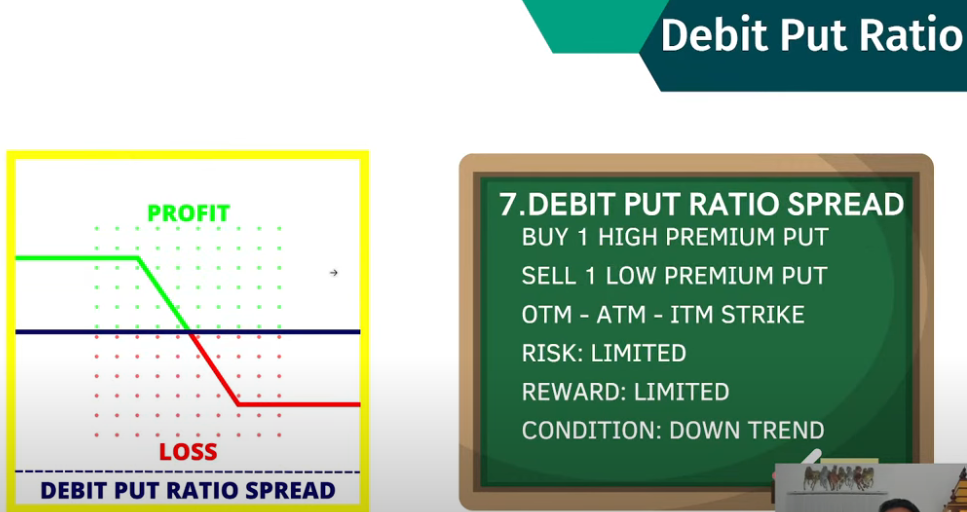 Debit Put Ratio
PROFIT
LOSS
DEBIT PUT RATIO SPREAD
7.DEBIT PUT RATIO SPREAD
BUY 1 HIGH PREMIUM PUT
SELL 1 LOW PREMIUM PUT
OTM - ATM - ITM STRIKE
RISK: LIMITED
REWARD: LIMITED
CONDITION: DOWN TREND